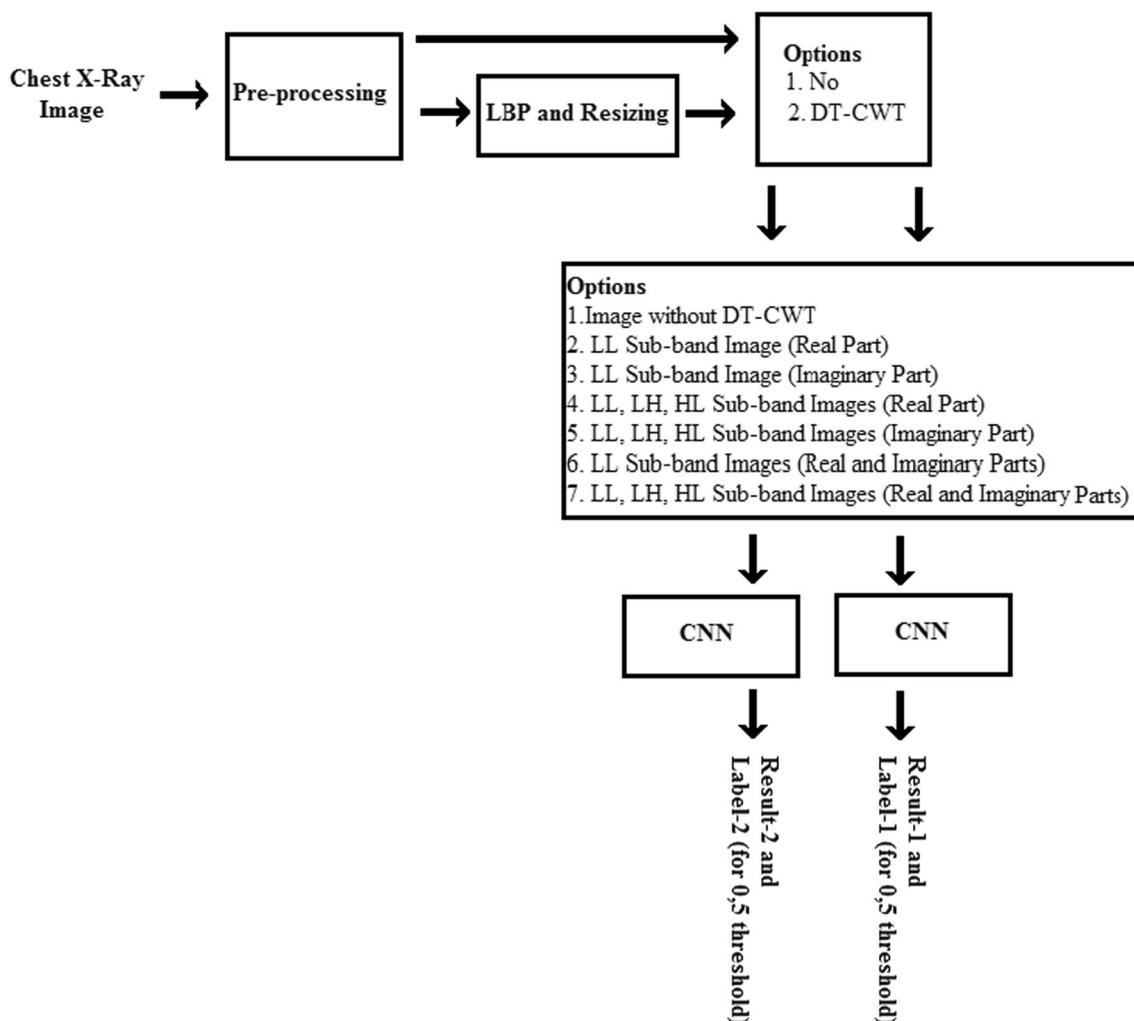 Chest X-Ray
Image
Pre-processing
LBP and Resizing
Options
1. No
2. DT-CWT
Options
1.Image without DT-CWT
2. LL Sub-band Image (Real Part)
3. LL Sub-band Image (Imaginary Part)
4. LL, LH, HL Sub-band Images (Real Part)
5. LL, LH, HL Sub-band Images (Imaginary Part)
6. LL Sub-band Images (Real and Imaginary Parts)
7. LL, LH, HL Sub-band Images (Real and Imaginary Parts)
CNN
CNN
Result-2 and
Label-2 (for 0,5 threshold)
Result-1 and
Label-1 (for 0,5 threshold)